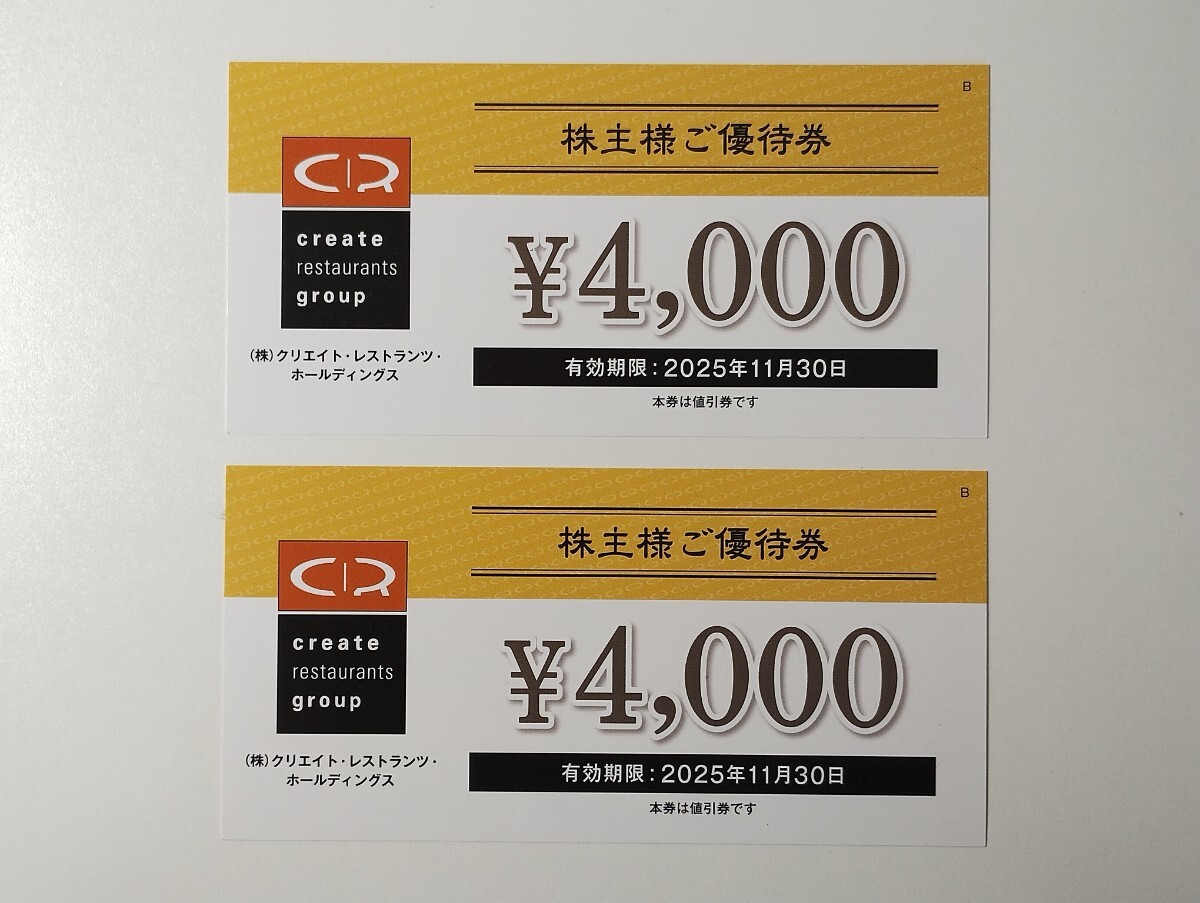 B
株主様ご優待券
CR
create
restaurants
group
¥4,000
(株)クリエイト・レストランツ・
ホールディングス
有効期限:2025年11月30日
本券は値引券です
B
株主様ご優待券
CR
create
restaurants
group
¥4,000
(株)クリエイト・レストランツ・
ホールディングス
有効期限:2025年11月30日
本券は値引券です